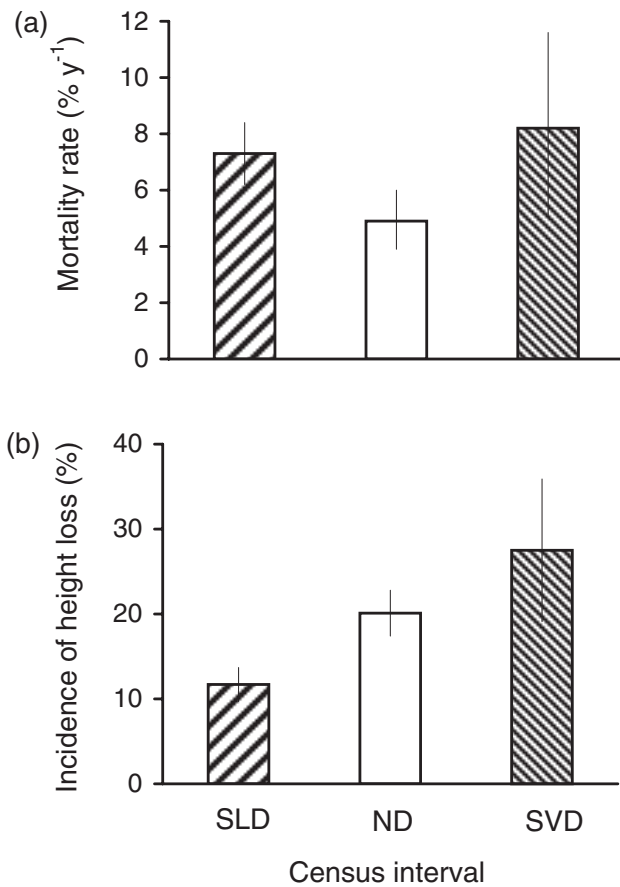 (a)
Mortality rate (% y⁻¹)
12
10
8
6
4
2
0
(b)
Incidence of height loss (%)
40
30
20
10
0
SLD ND SVD
Census interval